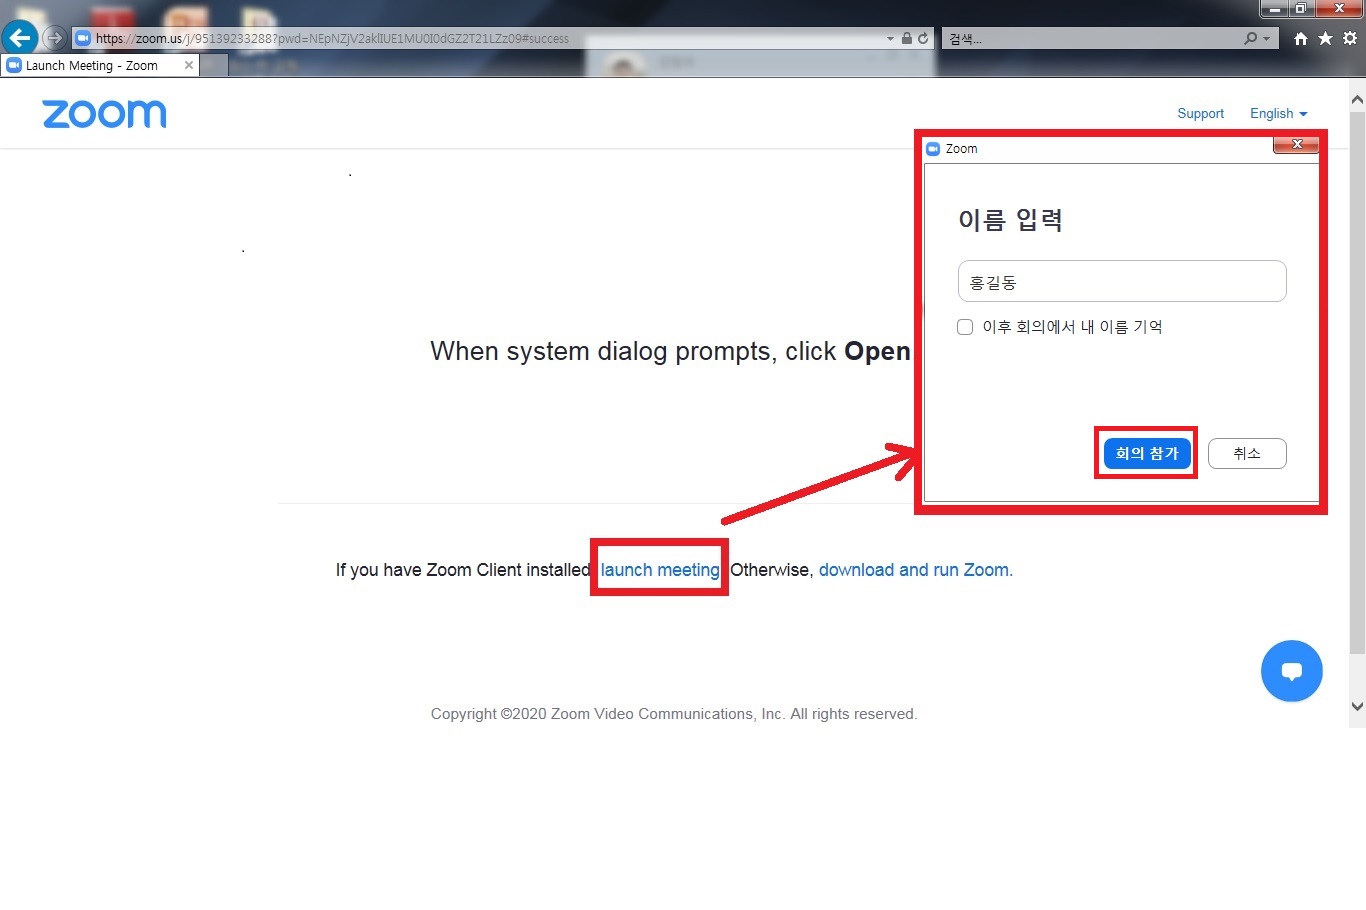 https://zoom.us/j/95139233288?pwd=NEpNZjV2aklIUE1MU0I0dGZ2T21LZz09#success
검색...
Launch Meeting - Zoom
zoom
Support
English
Zoom
이름 입력
홍길동
이후 회의에서 내 이름 기억
회의 참가
취소
When system dialog prompts, click Open
If you have Zoom Client installed launch meeting Otherwise, download and run Zoom.
Copyright ©2020 Zoom Video Communications, Inc. All rights reserved.